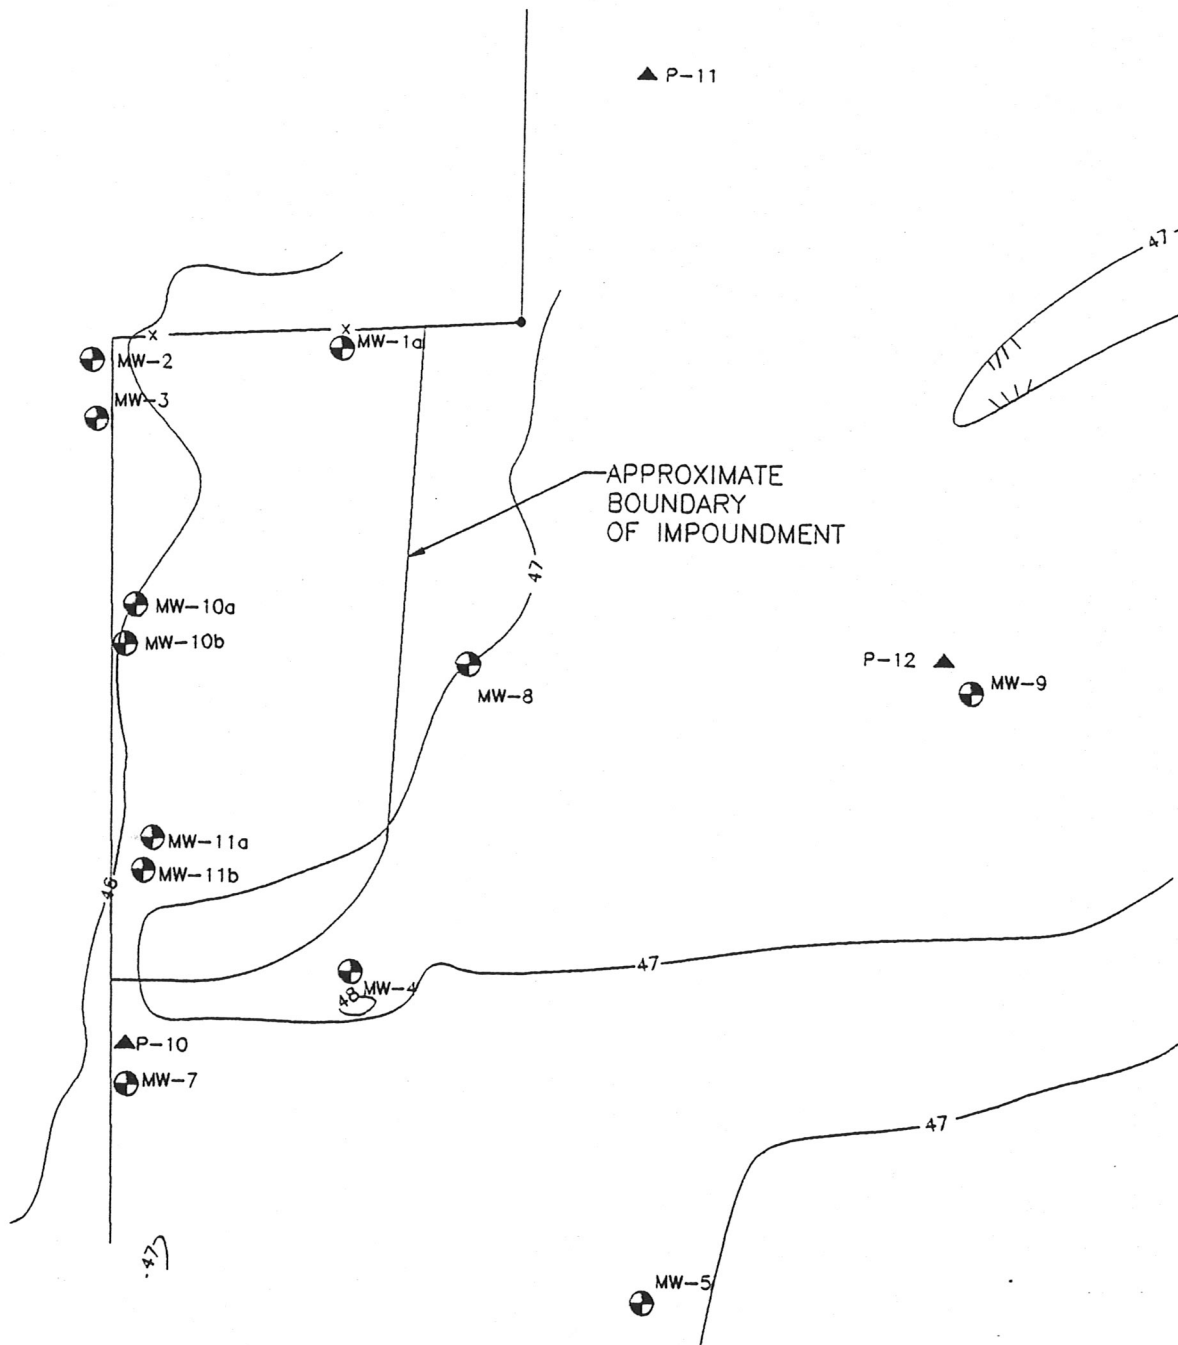 P-11
47
x
x
MW-1a
MW-2
MW-3
APPROXIMATE
BOUNDARY
OF IMPOUNDMENT
47
MW-10a
MW-10b
P-12
MW-9
MW-8
MW-11a
MW-11b
48
47
MW-4
48
P-10
MW-7
47
47
MW-5